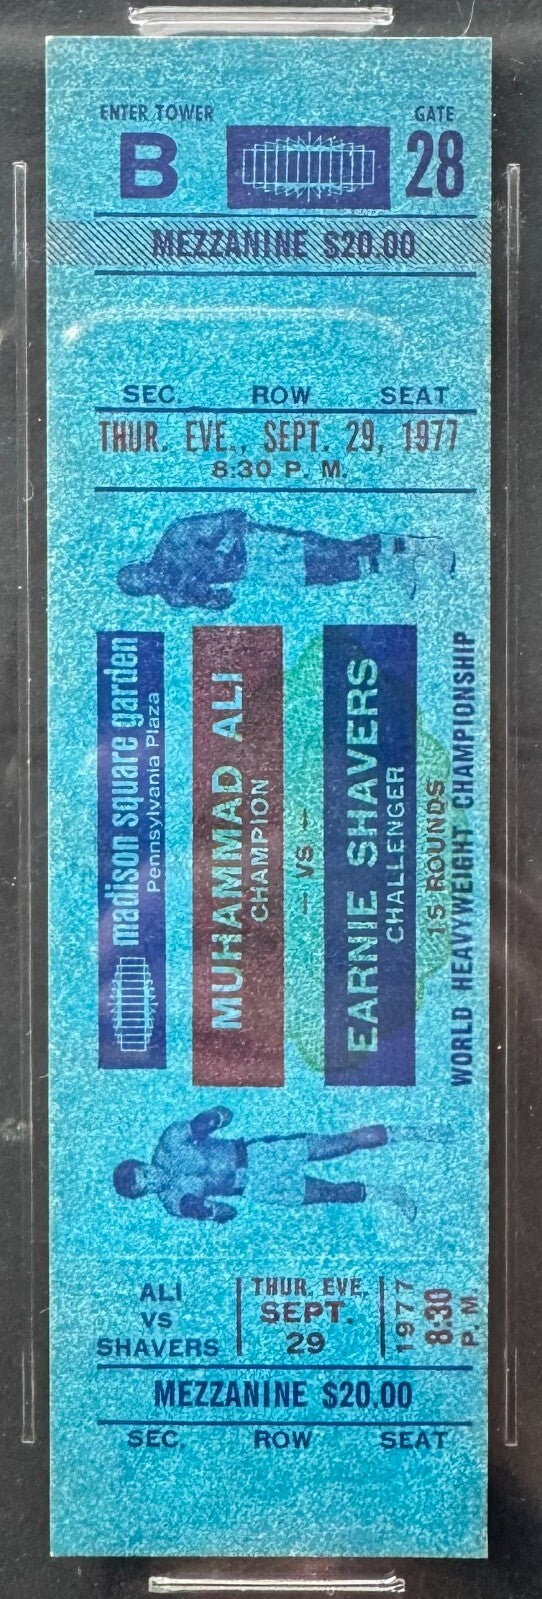 ENTER TOWER
B
GATE
28
MEZZANINE $20.00
SEC. ROW SEAT
THUR. EVE., SEPT. 29, 1977
8:30 P. M.
madison square garden
Pennsylvania Plaza
MUHAMMAD ALI
CHAMPION
— VS —
EARNIE SHAVERS
CHALLENGER
15 ROUNDS
WORLD HEAVYWEIGHT CHAMPIONSHIP
ALI
VS
SHAVERS
THUR. EVE.
SEPT.
29
1977
8:30
P. M.
MEZZANINE $20.00
SEC. ROW SEAT